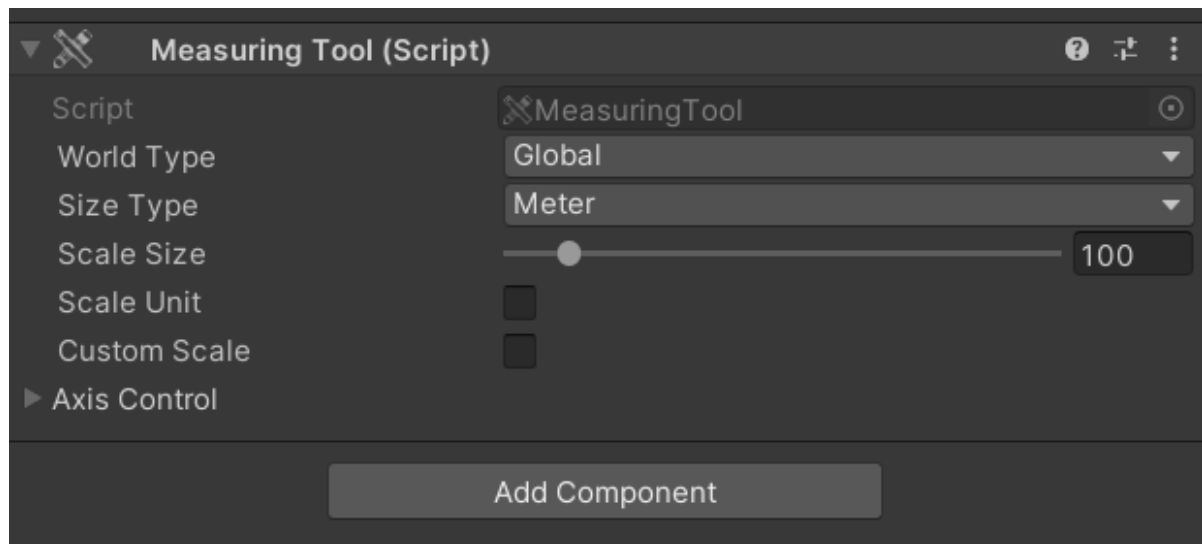 Measuring Tool (Script)
Script MeasuringTool
World Type Global
Size Type Meter
Scale Size 100
Scale Unit
Custom Scale
Axis Control
Add Component